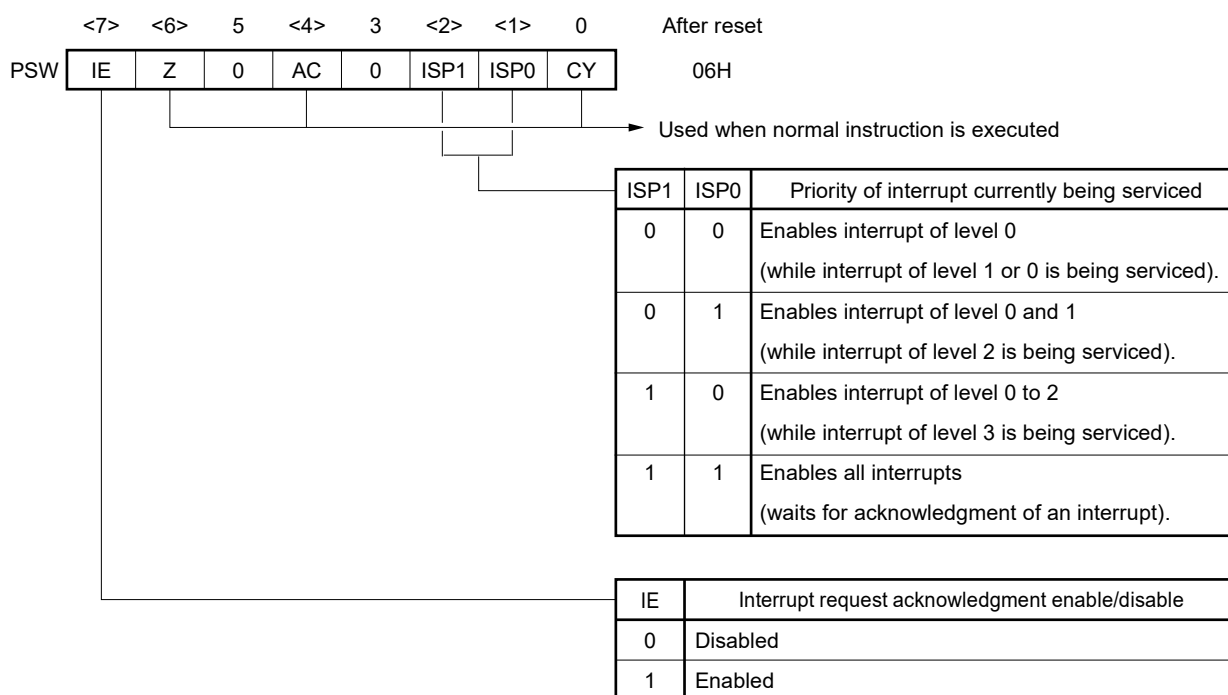 <7> <6> 5 <4> 3 <2> <1> 0 After reset
PSW IE Z 0 AC 0 ISP1 ISP0 CY 06H
Used when normal instruction is executed
ISP1 ISP0 Priority of interrupt currently being serviced
0 0 Enables interrupt of level 0
(while interrupt of level 1 or 0 is being serviced).
0 1 Enables interrupt of level 0 and 1
(while interrupt of level 2 is being serviced).
1 0 Enables interrupt of level 0 to 2
(while interrupt of level 3 is being serviced).
1 1 Enables all interrupts
(waits for acknowledgment of an interrupt).
IE Interrupt request acknowledgment enable/disable
0 Disabled
1 Enabled